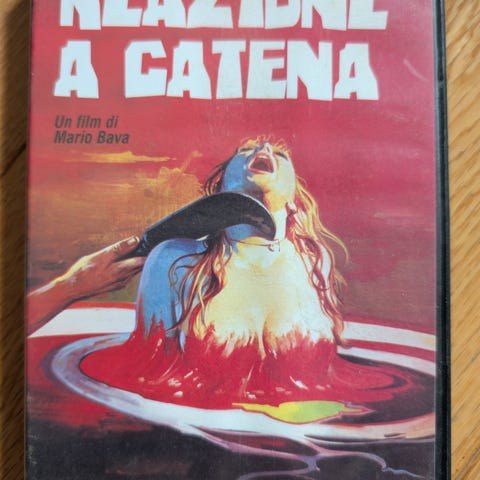 REAZIONE
A CATENA
Un film di
Mario Bava